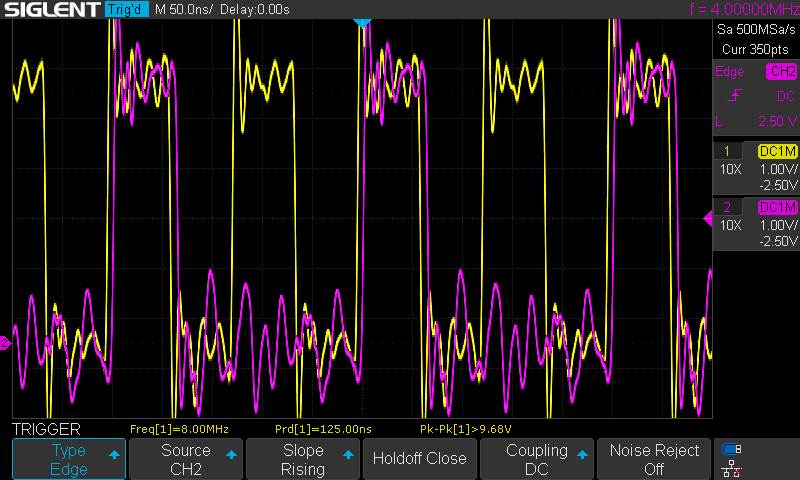 SIGLENT Trig'd M 50.0ns/ Delay:0.00s f = 4.00000MHz
Sa 500MSa/s
Curr 350pts
Edge CH2
DC
L 2.50 V
1 DC1M
10X 1.00V/
-2.50V
2 DC1M
10X 1.00V/
-2.50V
2
TRIGGER Freq[1]=8.00MHz Prd[1]=125.00ns Pk-Pk[1]>9.68V
Type
Edge
Source
CH2
Slope
Rising
Holdoff Close
Coupling
DC
Noise Reject
Off